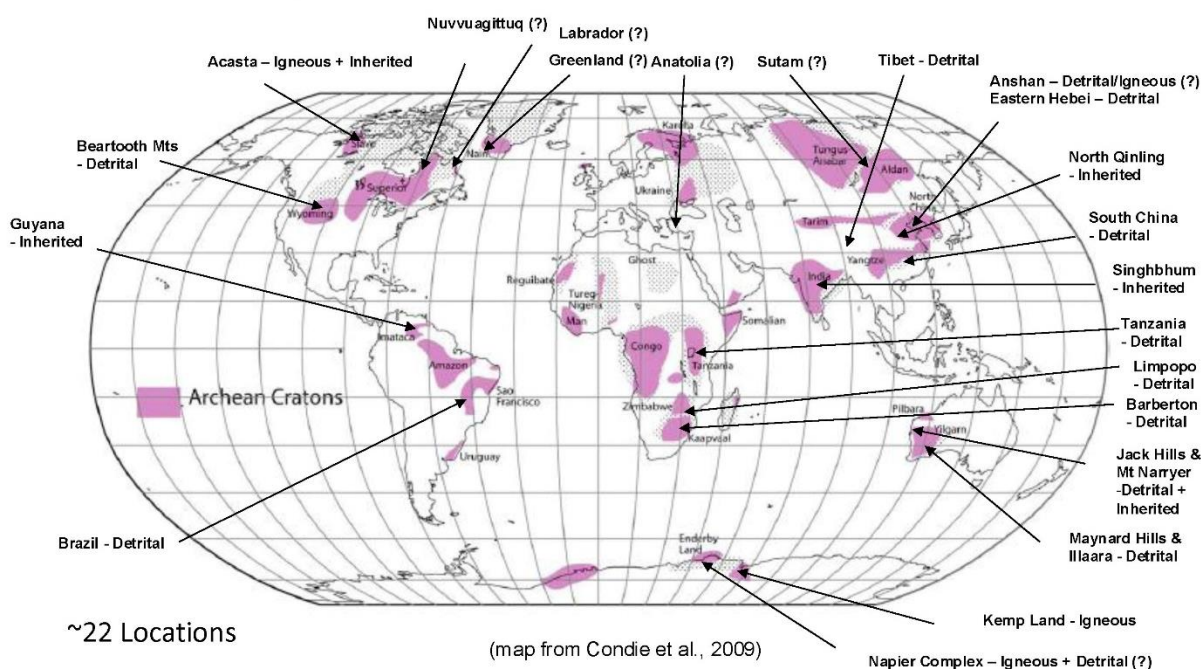 Nuvvuagittuq (?)
Labrador (?)
Acasta – Igneous + Inherited
Greenland (?)
Anatolia (?)
Sutam (?)
Tibet - Detrital
Anshan – Detrital/Igneous (?)
Eastern Hebei – Detrital
Beartooth Mts
- Detrital
North Qinling
- Inherited
Guyana
- Inherited
South China
- Detrital
Singhbhum
- Inherited
Tanzania
- Detrital
Limpopo
- Detrital
Barberton
- Detrital
Jack Hills &
Mt Narryer
-Detrital +
Inherited
Maynard Hills &
Illaara - Detrital
Brazil - Detrital
Kemp Land - Igneous
Napier Complex – Igneous + Detrital (?)
Slave
Nain
Karelia
Tungus
Anabar
Aldan
Superior
Wyoming
Ukraine
North
China
Tarim
Yangtze
India
Reguibate
Ghost
Tureg-
Nigeria
Man
Somalian
Imataca
Amazon
Congo
Tanzania
Sao
Francisco
Zimbabwe
Kaapvaal
Pilbara
Yilgarn
Uruguay
Enderby
Land
Archean Cratons
~22 Locations
(map from Condie et al., 2009)